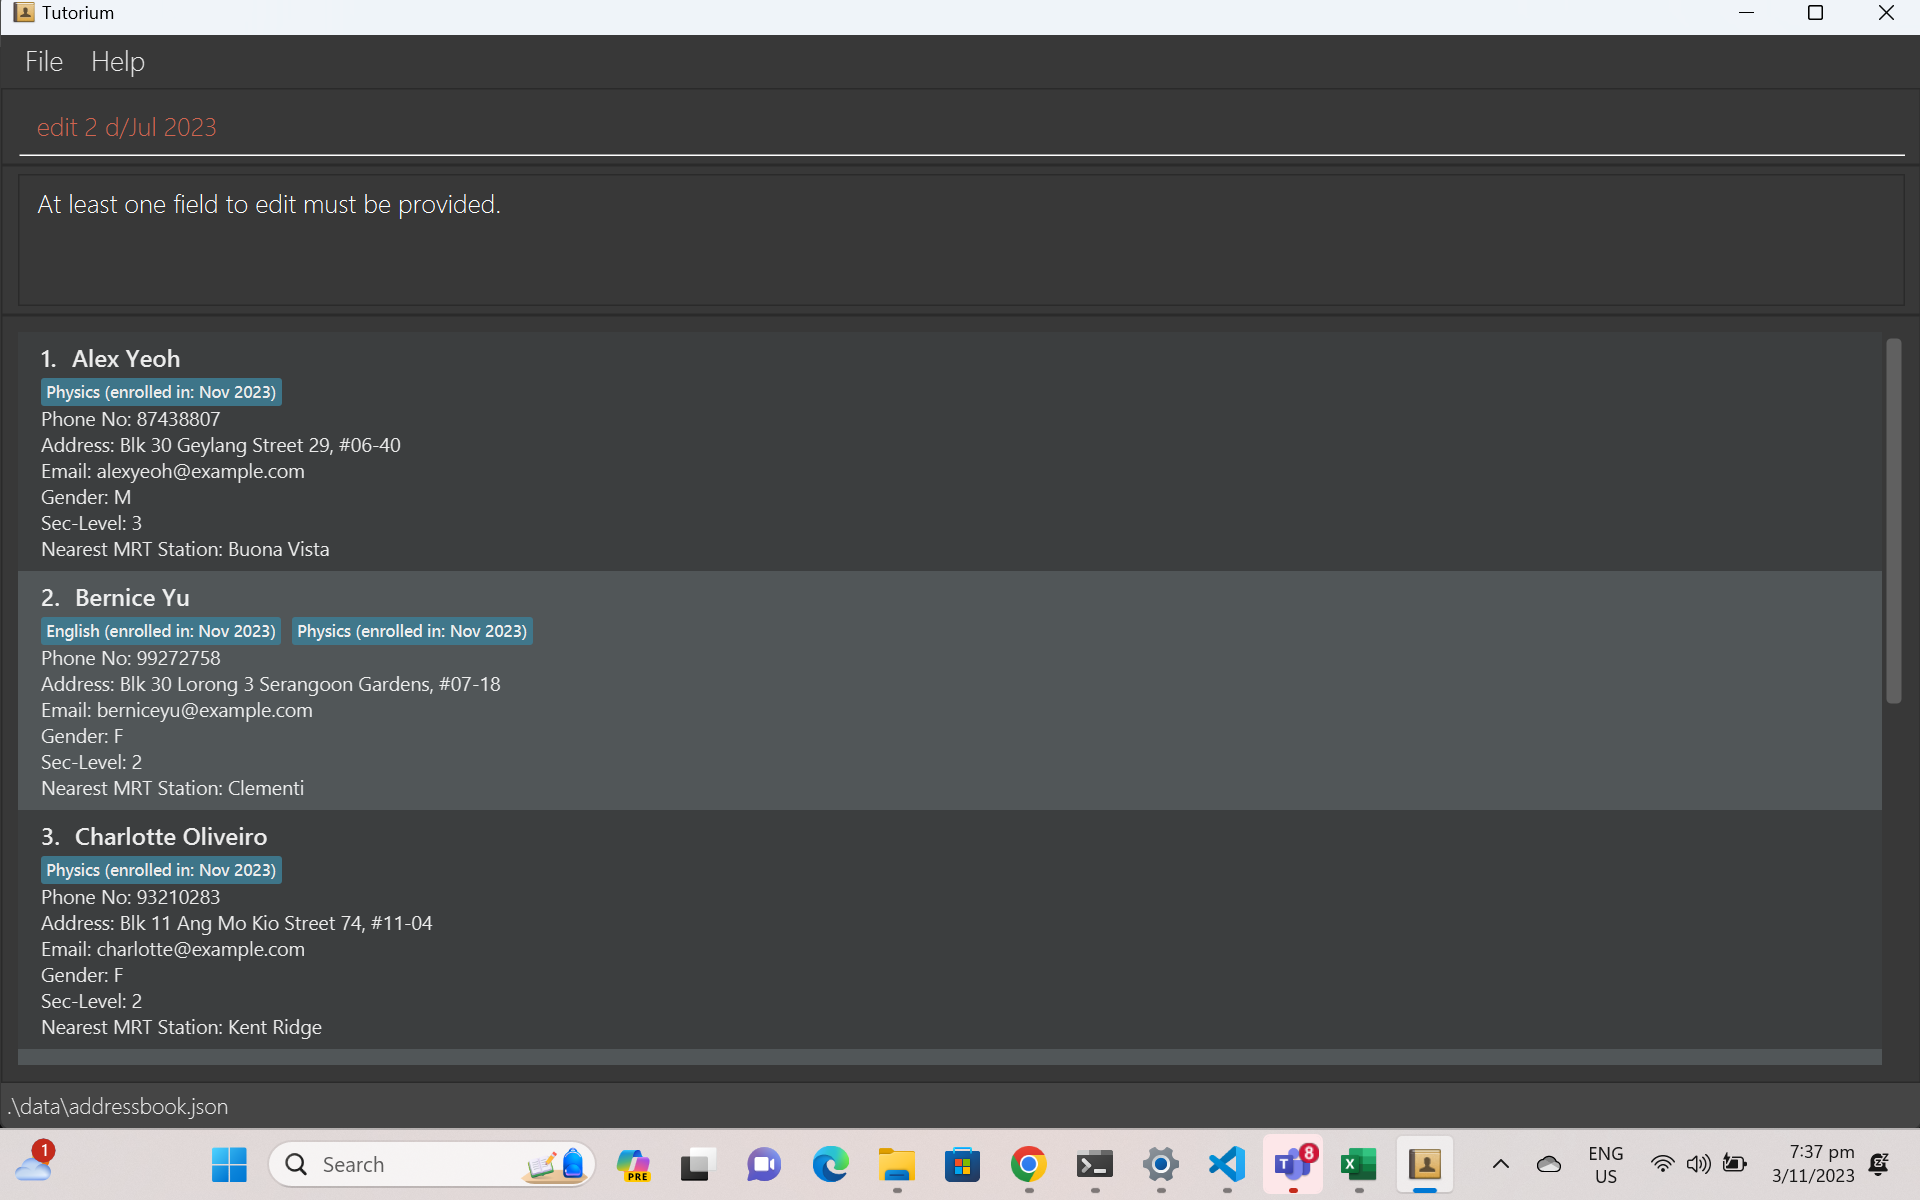 Tutorium
File Help
edit 2 d/Jul 2023
At least one field to edit must be provided.
1. Alex Yeoh
Physics (enrolled in: Nov 2023)
Phone No: 87438807
Address: Blk 30 Geylang Street 29, #06-40
Email: alexyeoh@example.com
Gender: M
Sec-Level: 3
Nearest MRT Station: Buona Vista
2. Bernice Yu
English (enrolled in: Nov 2023) Physics (enrolled in: Nov 2023)
Phone No: 99272758
Address: Blk 30 Lorong 3 Serangoon Gardens, #07-18
Email: berniceyu@example.com
Gender: F
Sec-Level: 2
Nearest MRT Station: Clementi
3. Charlotte Oliveiro
Physics (enrolled in: Nov 2023)
Phone No: 93210283
Address: Blk 11 Ang Mo Kio Street 74, #11-04
Email: charlotte@example.com
Gender: F
Sec-Level: 2
Nearest MRT Station: Kent Ridge
.\data\addressbook.json
1
Search
PRE
T
8
X
ENG
US
7:37 pm
3/11/2023